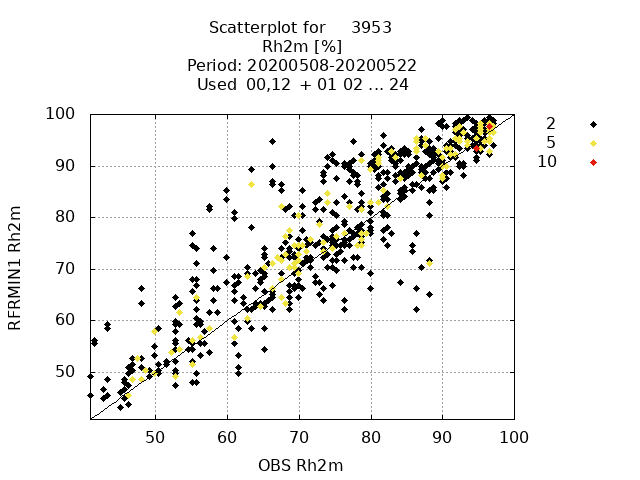 Scatterplot for 3953
Rh2m [%]
Period: 20200508-20200522
Used 00,12 + 01 02 ... 24
RFRMIN1 Rh2m
100
90
80
70
60
50
50 60 70 80 90 100
OBS Rh2m
2
5
10